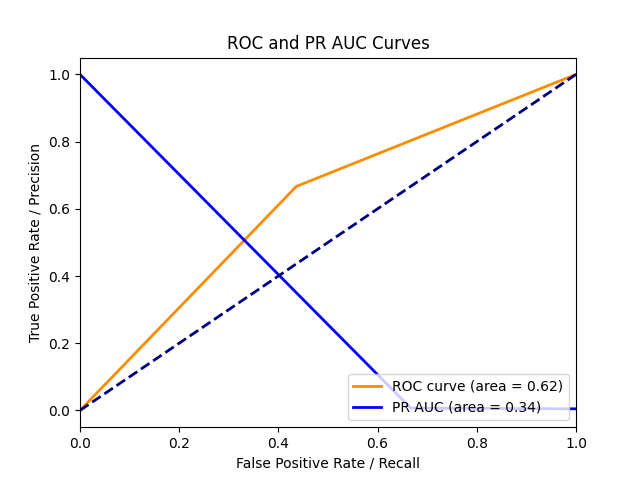 ROC and PR AUC Curves
True Positive Rate / Precision
1.0
0.8
0.6
0.4
0.2
0.0
ROC curve (area = 0.62)
PR AUC (area = 0.34)
0.0 0.2 0.4 0.6 0.8 1.0
False Positive Rate / Recall